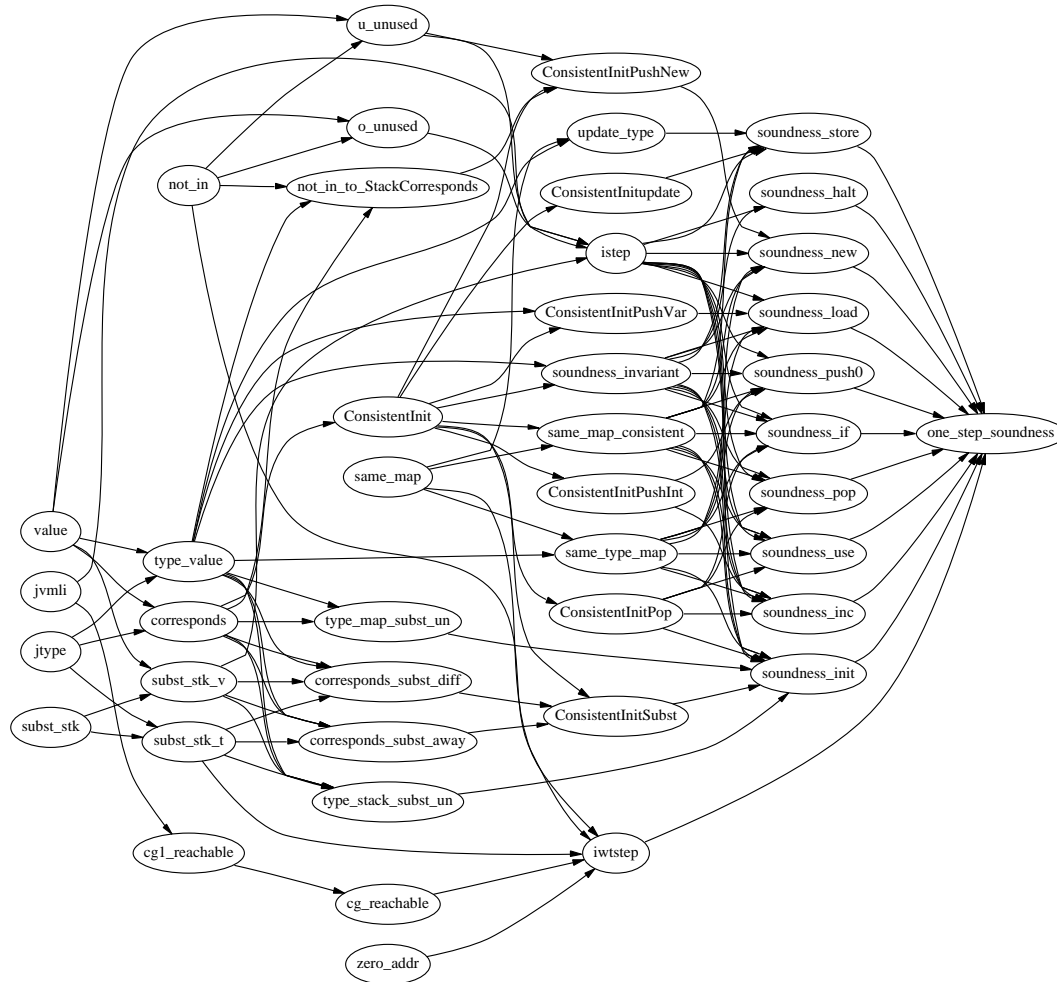 u_unused
ConsistentInitPushNew
o_unused
update_type
soundness_store
not_in
not_in_to_StackCorresponds
ConsistentInitupdate
soundness_halt
istep
soundness_new
ConsistentInitPushVar
soundness_load
soundness_invariant
soundness_push0
ConsistentInit
same_map_consistent
soundness_if
one_step_soundness
same_map
ConsistentInitPushInt
soundness_pop
value
type_value
same_type_map
soundness_use
jvmli
corresponds
type_map_subst_un
ConsistentInitPop
soundness_inc
jtype
subst_stk_v
corresponds_subst_diff
soundness_init
subst_stk
subst_stk_t
corresponds_subst_away
ConsistentInitSubst
type_stack_subst_un
cg1_reachable
iwtstep
cg_reachable
zero_addr